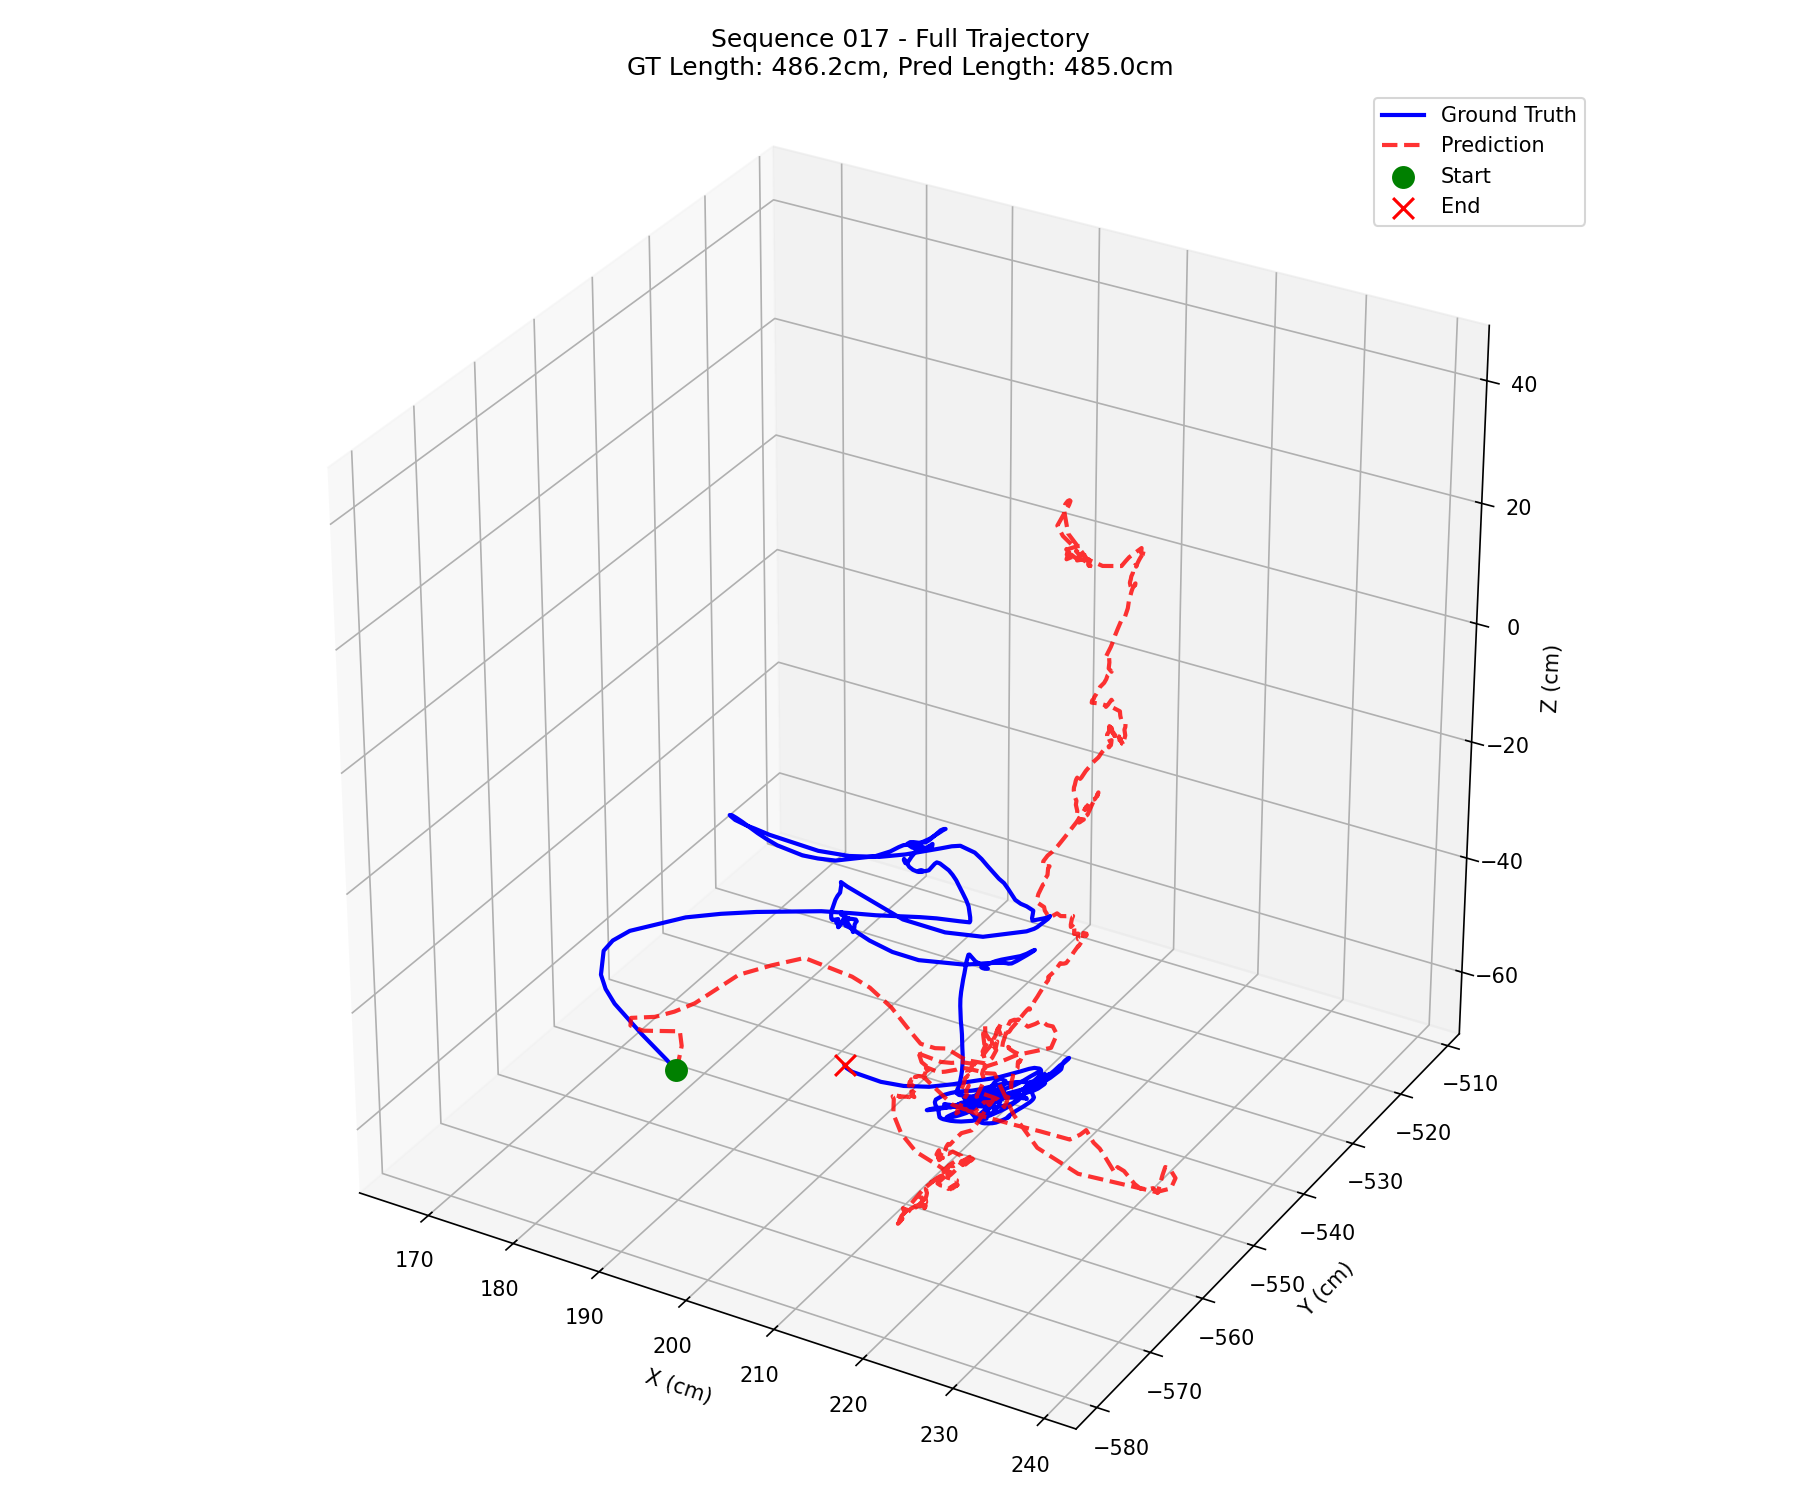 Sequence 017 - Full Trajectory
GT Length: 486.2cm, Pred Length: 485.0cm
Ground Truth
Prediction
Start
End
40
20
0
−20
−40
−60
Z (cm)
−510
−520
−530
−540
−550
−560
−570
−580
Y (cm)
170
180
190
200
210
220
230
240
X (cm)